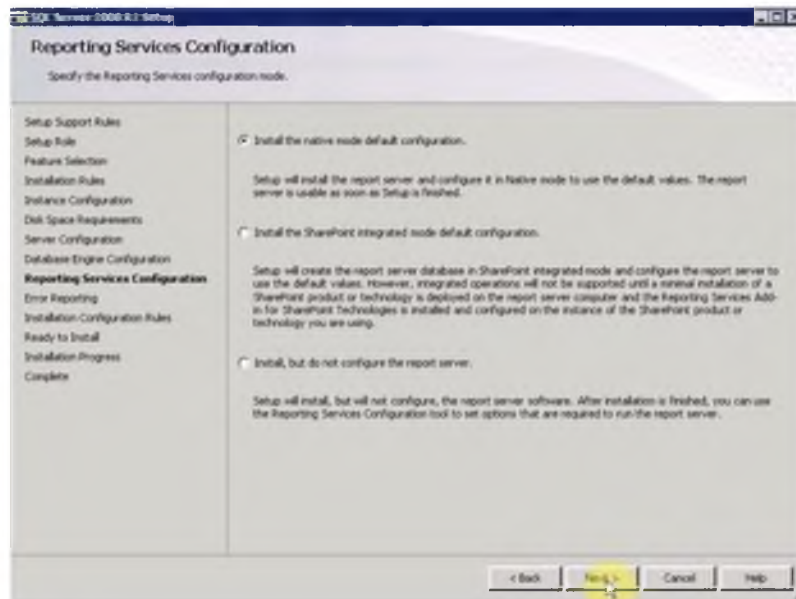 SQL Server 2008 R2 Setup
Reporting Services Configuration
Specify the Reporting Services configuration mode.
Setup Support Rules
Setup Role
Feature Selection
Installation Rules
Instance Configuration
Disk Space Requirements
Server Configuration
Database Engine Configuration
Reporting Services Configuration
Error Reporting
Installation Configuration Rules
Ready to Install
Installation Progress
Complete
Install the native mode default configuration.
Setup will install the report server and configure it in Native mode to use the default values. The report
server is usable as soon as Setup is finished.
Install the SharePoint integrated mode default configuration.
Setup will create the report server database in SharePoint integrated mode and configure the report server to
use the default values. However, integrated operations will not be supported until a minimal installation of a
SharePoint product or technology is deployed on the report server computer and the Reporting Services Add-
in for SharePoint Technologies is installed and configured on the instance of the SharePoint product or
technology you are using.
Install, but do not configure the report server.
Setup will install, but will not configure, the report server software. After installation is finished, you can use
the Reporting Services Configuration tool to set options that are required to run the report server.
< Back
Next >
Cancel
Help